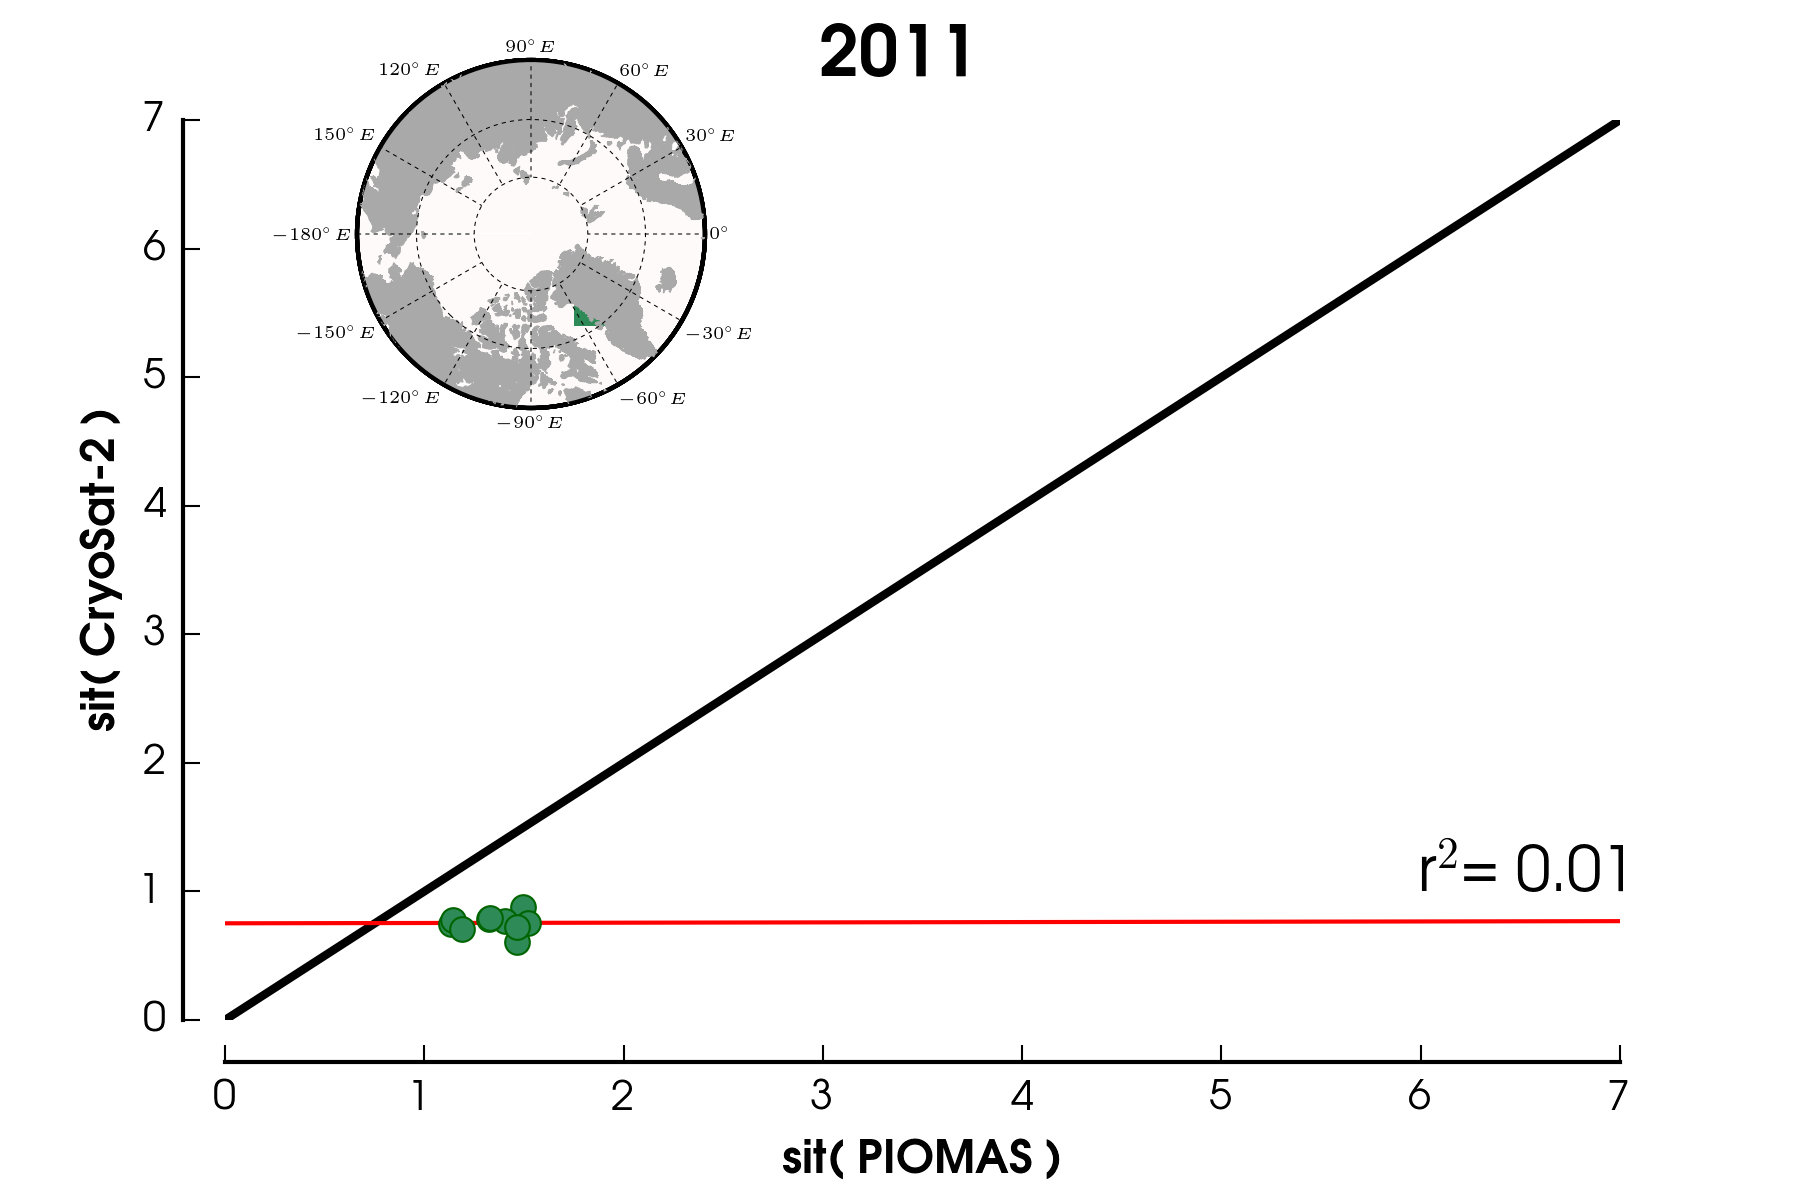 2011
90° E
120° E
60° E
150° E
30° E
−180° E
0°
−150° E
−30° E
−120° E
−60° E
−90° E
7
6
5
4
3
2
1
0
sit( CryoSat-2 )
r²= 0.01
0 1 2 3 4 5 6 7
sit( PIOMAS )